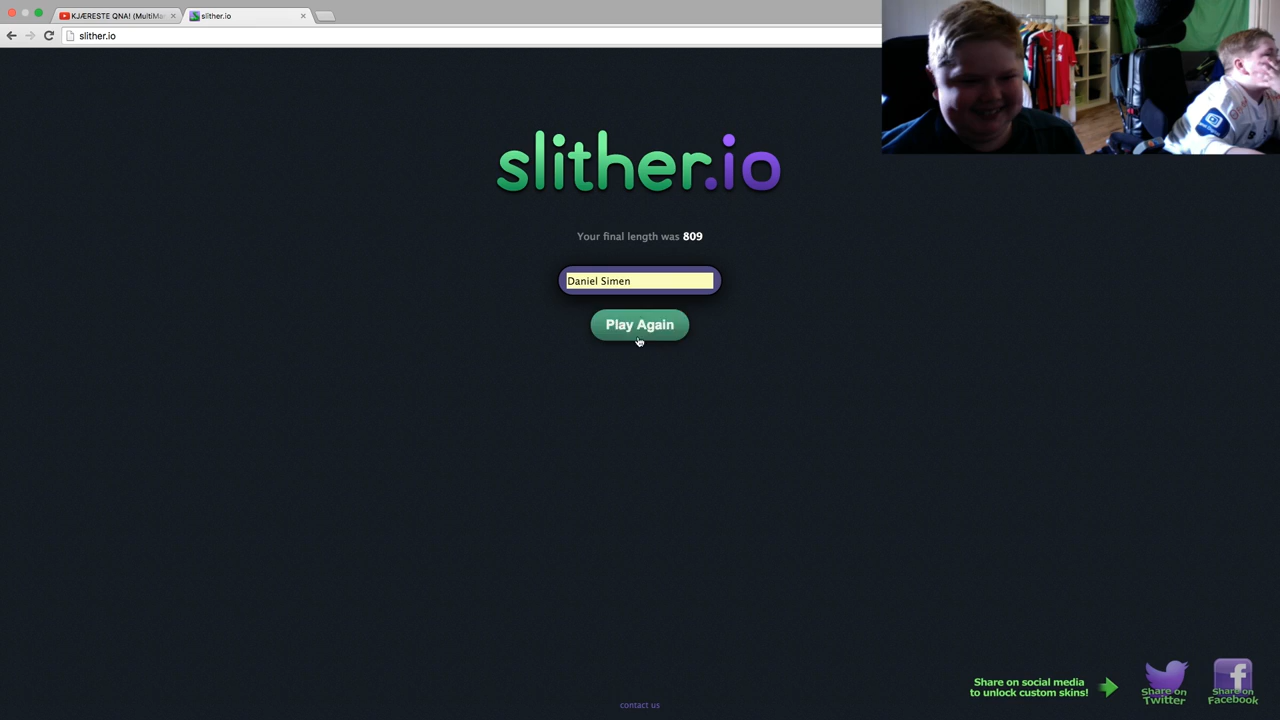 KJÆRESTE QNA! (MultiMa
slither.io
slither.io
slither.io
Your final length was 809
Daniel Simen
Play Again
Share on social media
to unlock custom skins!
Share on
Twitter
Share on
Facebook
contact us